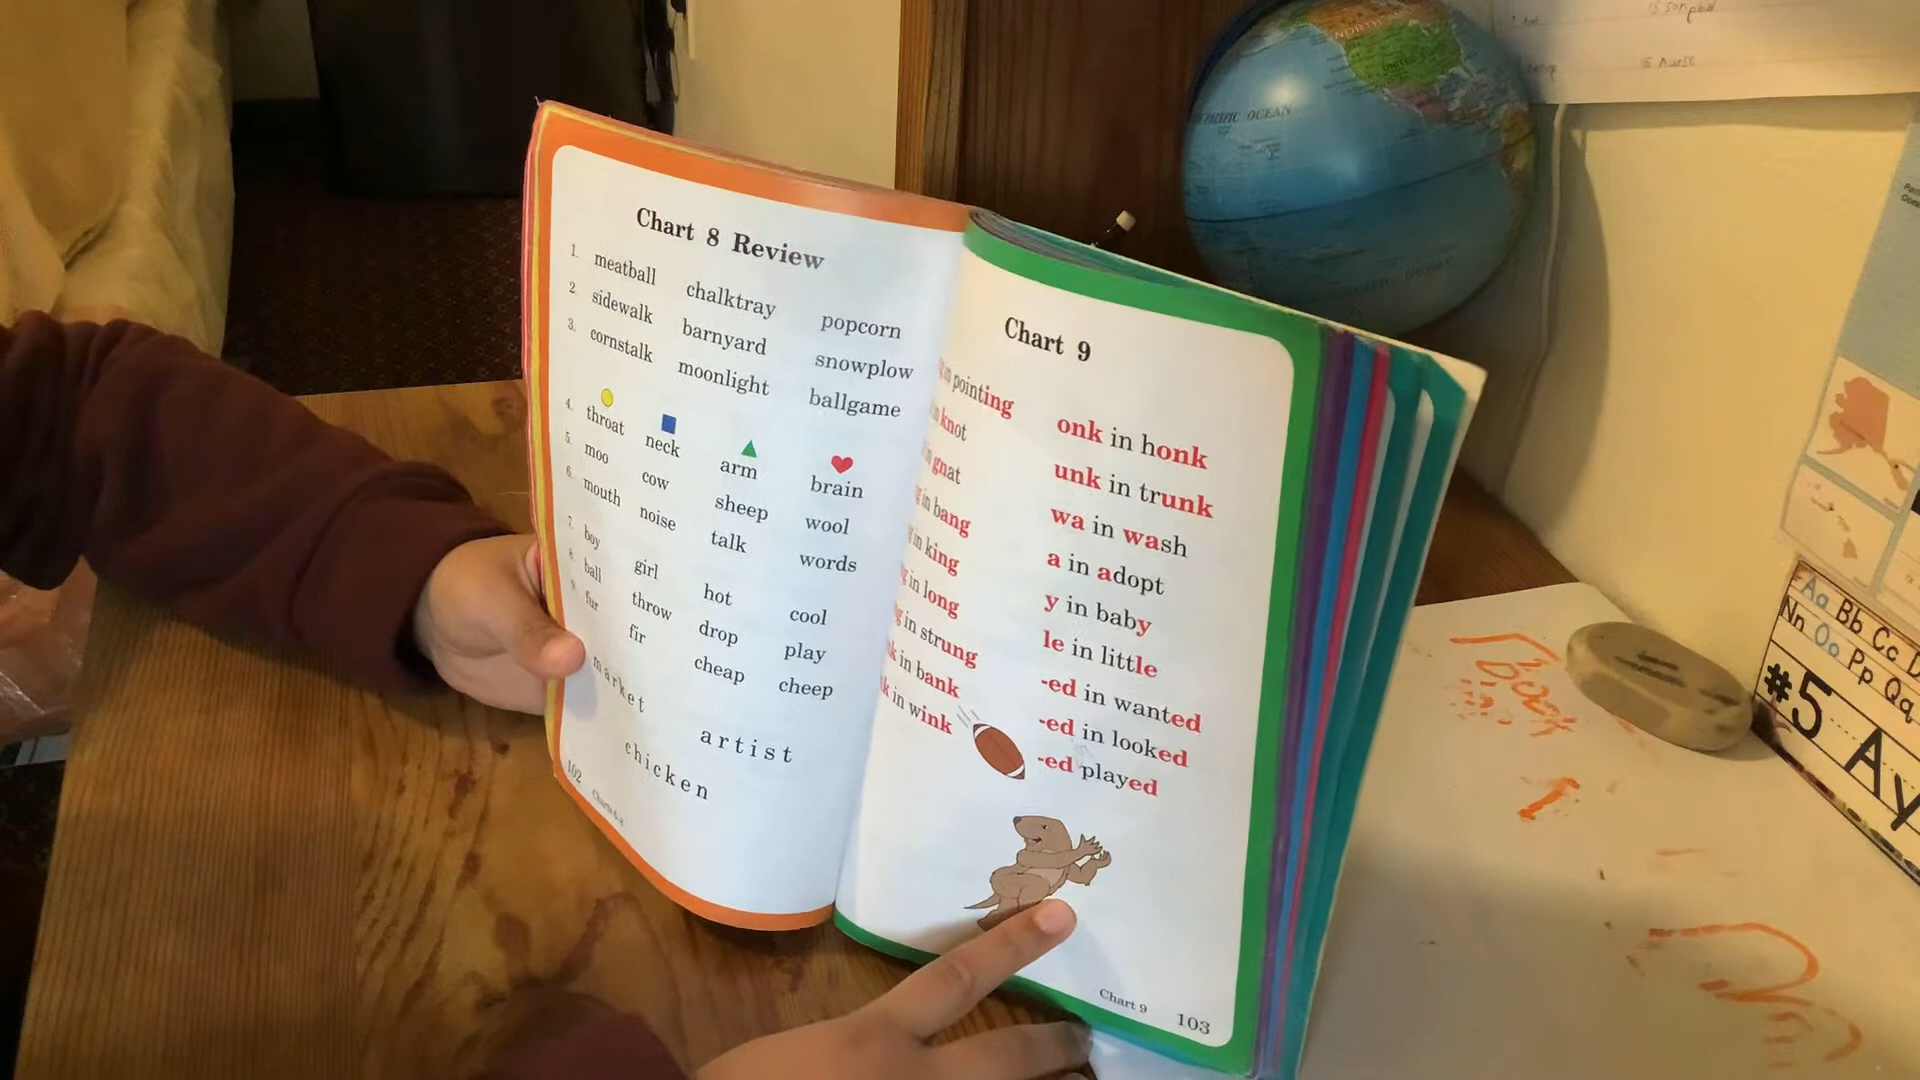 Chart 8 Review
1. meatball chalktray popcorn
2. sidewalk barnyard snowplow
3. cornstalk moonlight ballgame
4. throat neck arm brain
5. moo cow sheep wool
6. mouth noise talk words
7. boy girl hot cool
8. ball throw drop play
9. fur fir cheap cheep
market artist
chicken
102
Chart 9
in pointing
in knot
in gnat
in bang
in king
in long
in strung
in bank
in wink
onk in honk
unk in trunk
wa in wash
a in adopt
y in baby
le in little
-ed in wanted
-ed in looked
-ed played
Chart 9 103
PACIFIC OCEAN
Aa Bb Cc
Nn Oo Pp Qq
#5 Ay